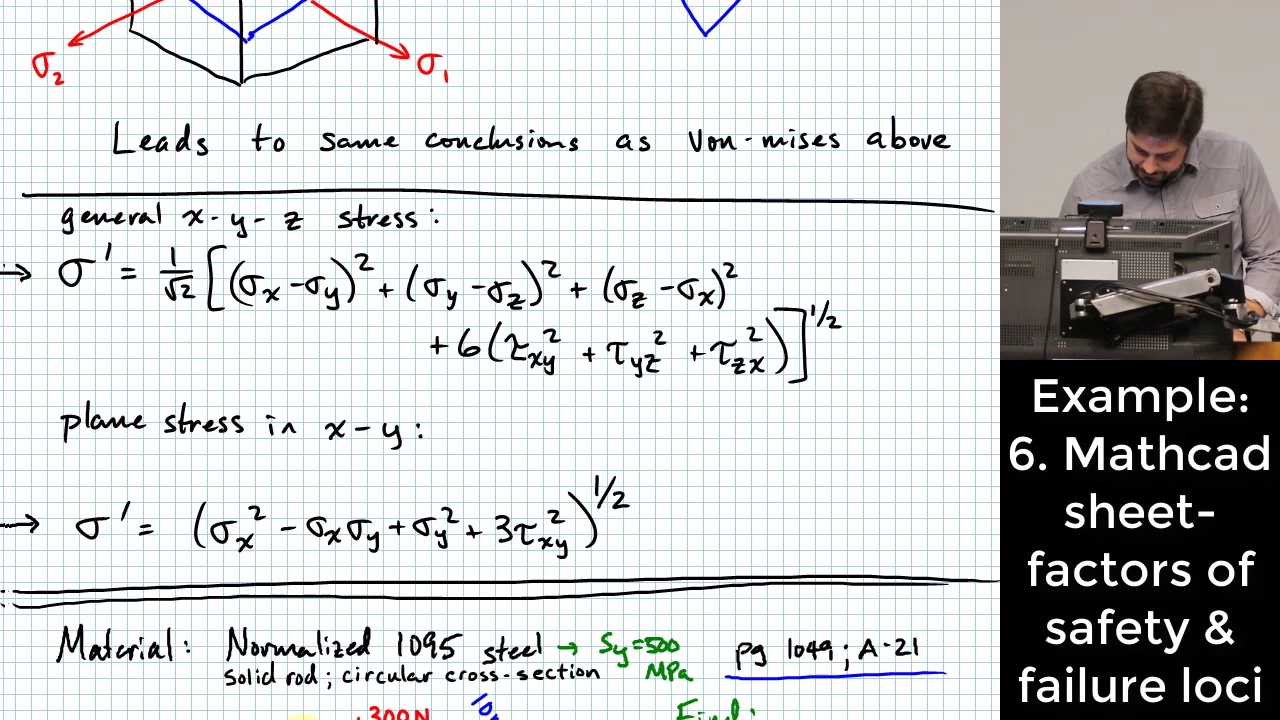 σ₂
σ₁
Leads to same conclusions as von-mises above
general x-y-z stress:
→ σ' = 1/√2 [(σx - σy)² + (σy - σz)² + (σz - σx)²
+ 6(τxy² + τyz² + τzx²)]^1/2
plane stress in x-y:
→ σ' = (σx² - σxσy + σy² + 3τxy²)^1/2
Material: Normalized 1095 steel → Sy=500 MPa pg 1049; A-21
solid rod; circular cross-section
300N
Find:
Example:
6. Mathcad
sheet-
factors of
safety &
failure loci